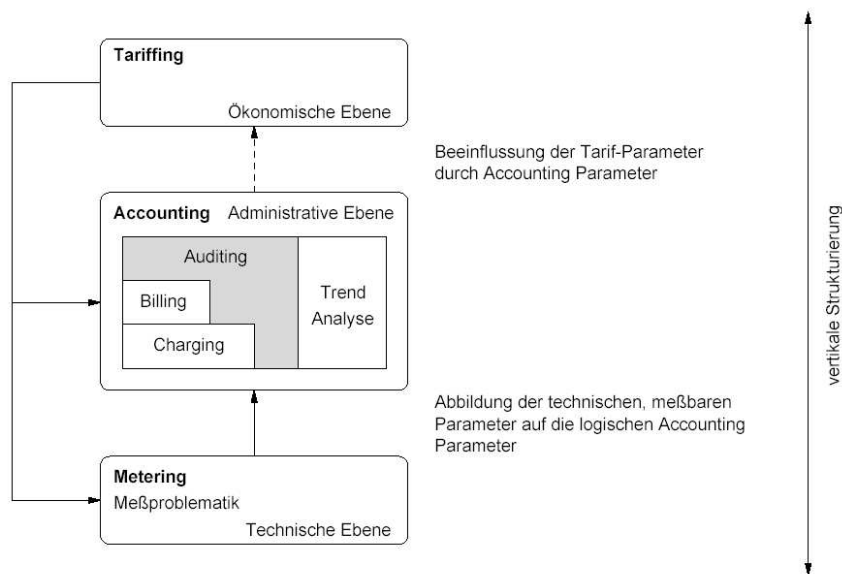 Tariffing
Ökonomische Ebene
Beeinflussung der Tarif-Parameter
durch Accounting Parameter
Accounting Administrative Ebene
Auditing
Billing
Charging
Trend
Analyse
Abbildung der technischen, meßbaren
Parameter auf die logischen Accounting
Parameter
Metering
Meßproblematik
Technische Ebene
vertikale Strukturierung